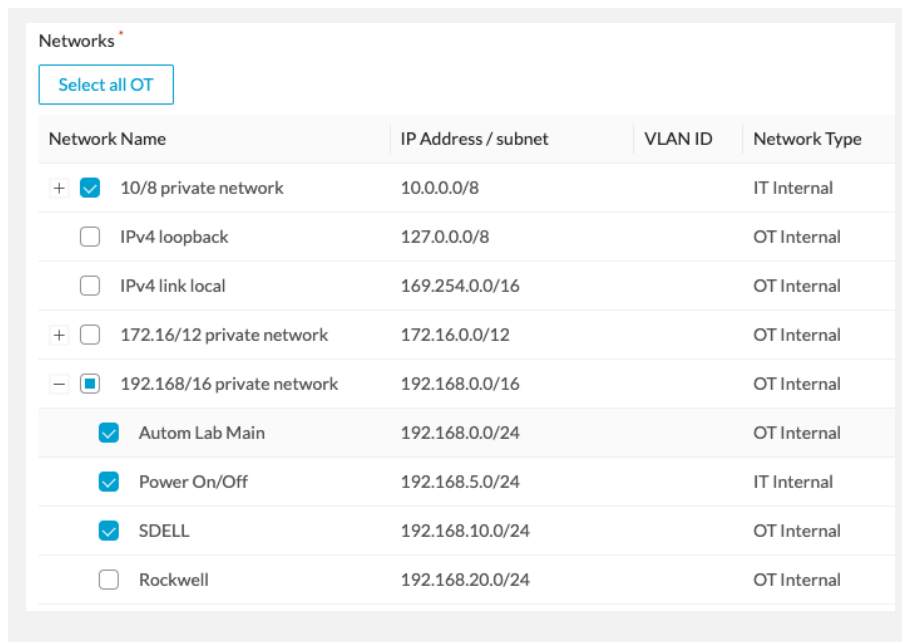 Networks *
Select all OT
Network Name IP Address / subnet VLAN ID Network Type
10/8 private network 10.0.0.0/8 IT Internal
IPv4 loopback 127.0.0.0/8 OT Internal
IPv4 link local 169.254.0.0/16 OT Internal
172.16/12 private network 172.16.0.0/12 OT Internal
192.168/16 private network 192.168.0.0/16 OT Internal
Autom Lab Main 192.168.0.0/24 OT Internal
Power On/Off 192.168.5.0/24 IT Internal
SDELL 192.168.10.0/24 OT Internal
Rockwell 192.168.20.0/24 OT Internal